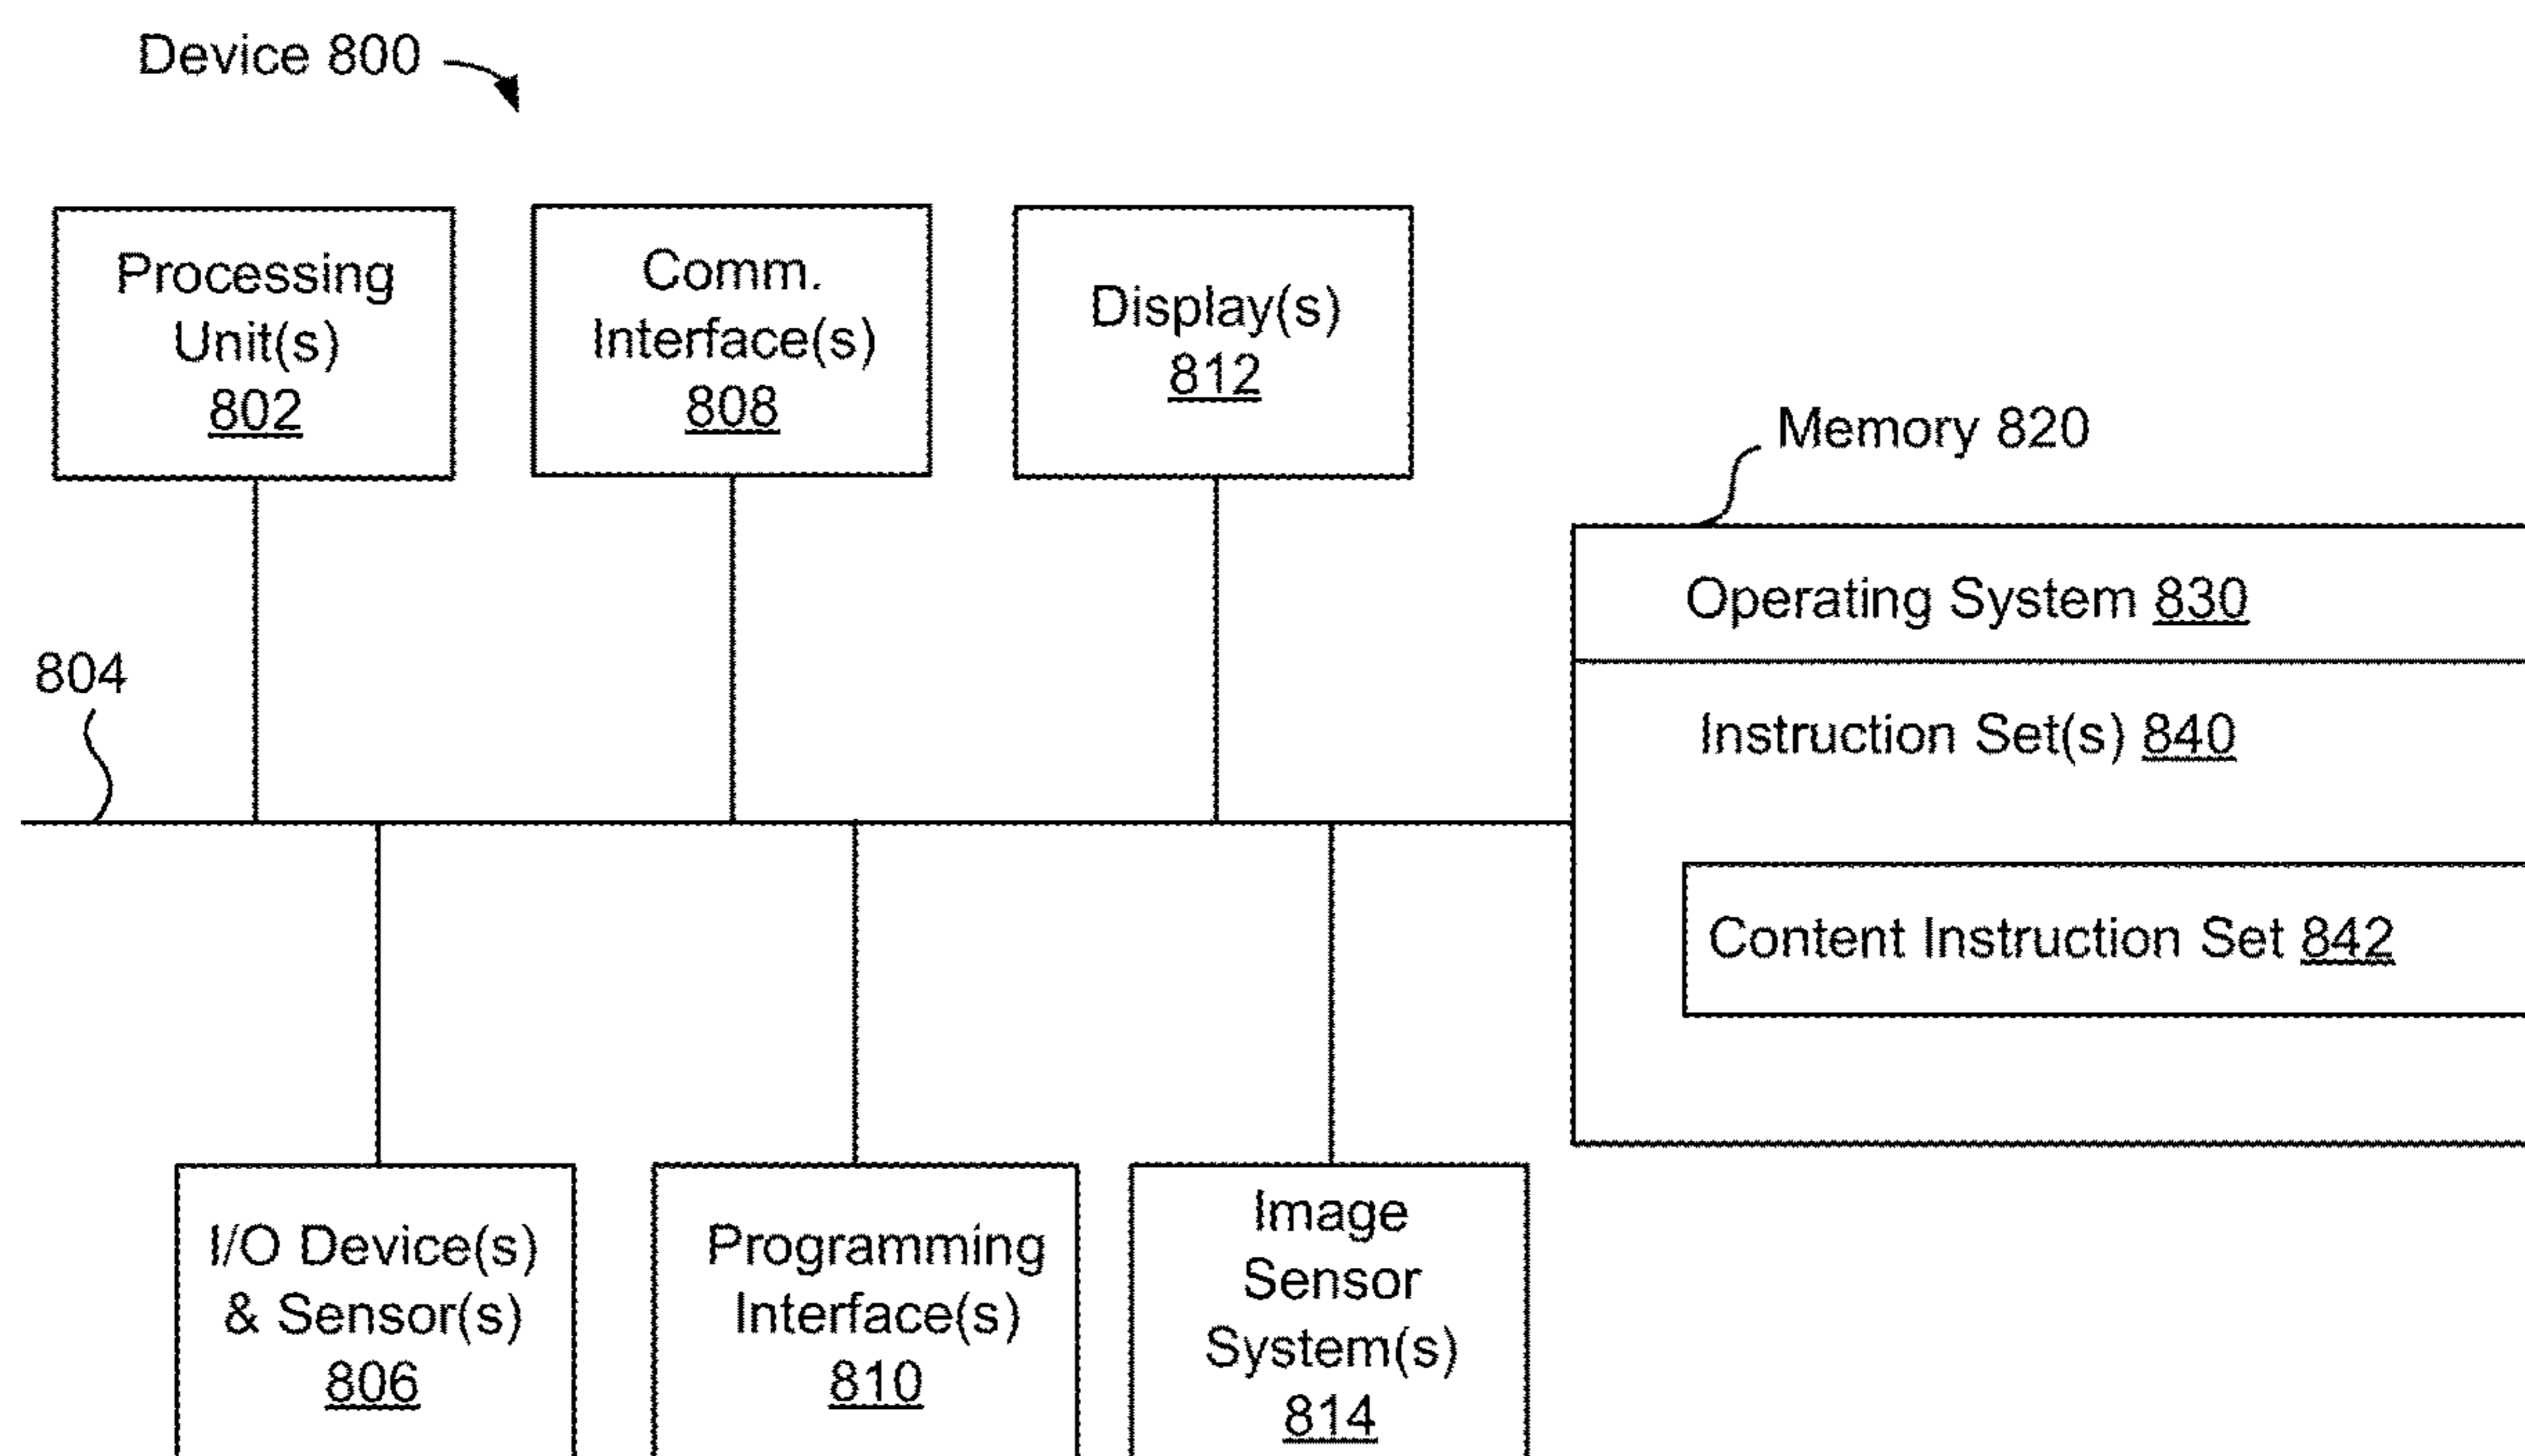 Device 800
Processing
Unit(s)
802
Comm.
Interface(s)
808
Display(s)
812
Memory 820
Operating System 830
Instruction Set(s) 840
Content Instruction Set 842
804
I/O Device(s)
& Sensor(s)
806
Programming
Interface(s)
810
Image
Sensor
System(s)
814